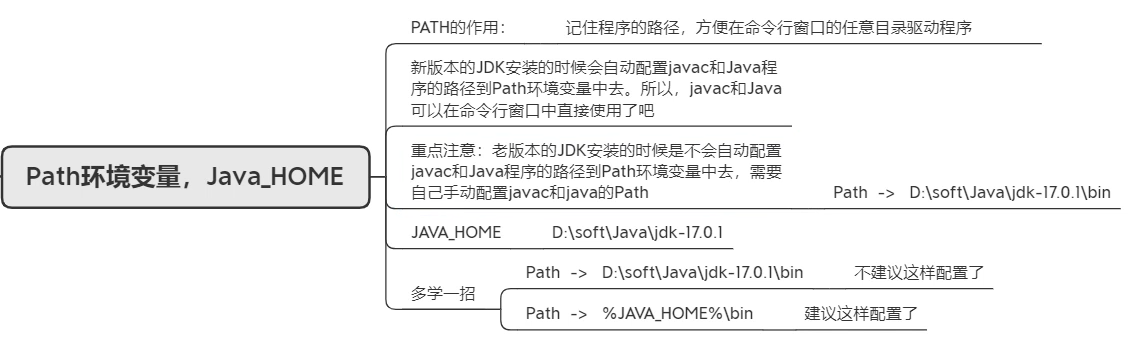 PATH的作用： 记住程序的路径，方便在命令行窗口的任意目录驱动程序
新版本的JDK安装的时候会自动配置javac和Java程
序的路径到Path环境变量中去。所以，javac和Java
可以在命令行窗口中直接使用了吧
重点注意：老版本的JDK安装的时候是不会自动配置
javac和Java程序的路径到Path环境变量中去，需要
自己手动配置javac和java的Path
Path -> D:\soft\Java\jdk-17.0.1\bin
Path环境变量，Java_HOME
JAVA_HOME D:\soft\Java\jdk-17.0.1
多学一招
Path -> D:\soft\Java\jdk-17.0.1\bin 不建议这样配置了
Path -> %JAVA_HOME%\bin 建议这样配置了